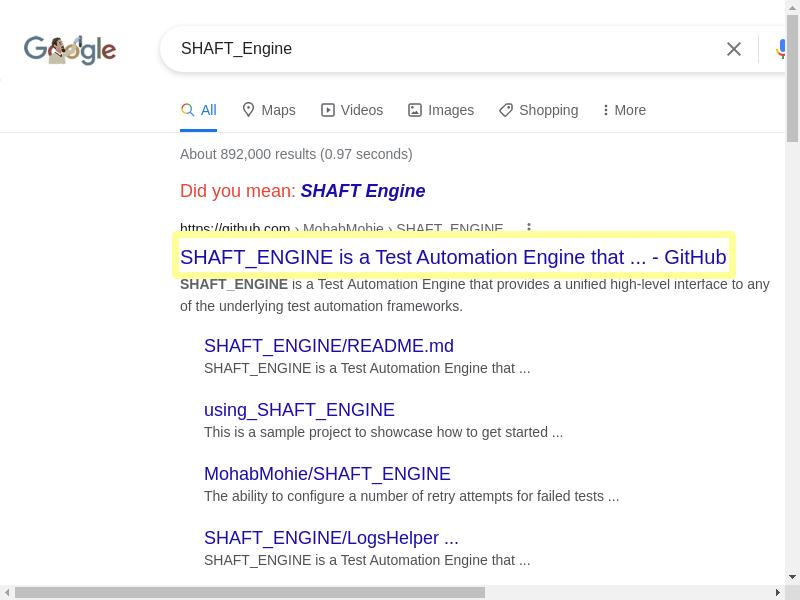 Google
SHAFT_Engine
All Maps Videos Images Shopping More
About 892,000 results (0.97 seconds)
Did you mean: SHAFT Engine
https://github.com › MohabMohie › SHAFT_ENGINE
SHAFT_ENGINE is a Test Automation Engine that ... - GitHub
SHAFT_ENGINE is a Test Automation Engine that provides a unified high-level interface to any
of the underlying test automation frameworks.
SHAFT_ENGINE/README.md
SHAFT_ENGINE is a Test Automation Engine that ...
using_SHAFT_ENGINE
This is a sample project to showcase how to get started ...
MohabMohie/SHAFT_ENGINE
The ability to configure a number of retry attempts for failed tests ...
SHAFT_ENGINE/LogsHelper ...
SHAFT_ENGINE is a Test Automation Engine that ...